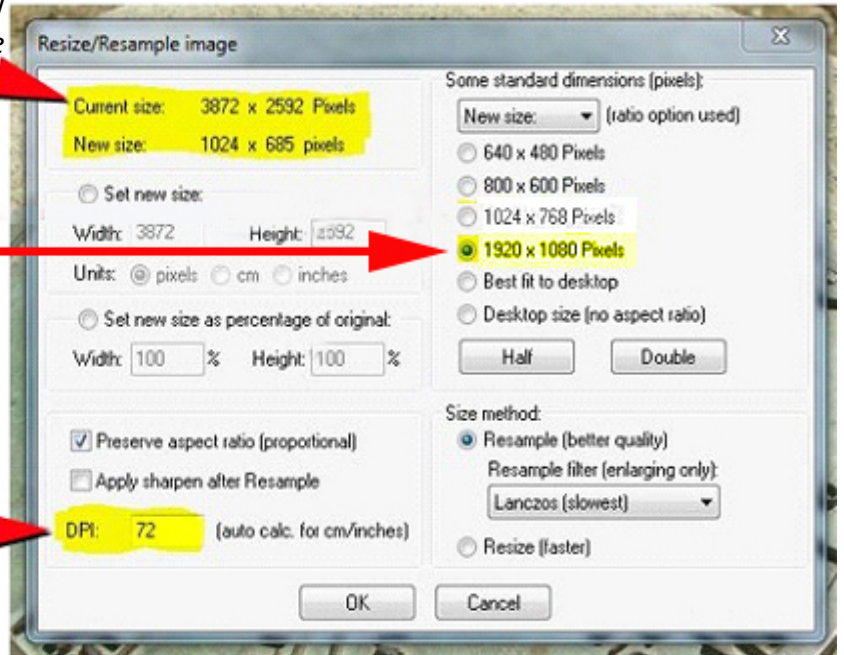 Resize/Resample image
Current size: 3872 x 2592 Pixels
New size: 1024 x 685 pixels
Set new size:
Width: 3872 Height: 2592
Units: pixels cm inches
Set new size as percentage of original:
Width: 100 % Height: 100 %
Preserve aspect ratio (proportional)
Apply sharpen after Resample
DPI: 72 (auto calc. for cm/inches)
Some standard dimensions (pixels):
New size: (ratio option used)
640 x 480 Pixels
800 x 600 Pixels
1024 x 768 Pixels
1920 x 1080 Pixels
Best fit to desktop
Desktop size (no aspect ratio)
Half Double
Size method:
Resample (better quality)
Resample filter (enlarging only):
Lanczos (slowest)
Resize (faster)
OK Cancel